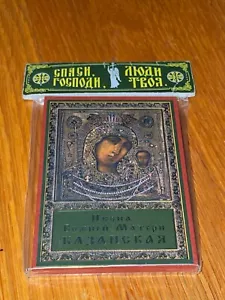 СПАСИ, ЛЮДИ
ГОСПОДИ, ТВОЯ
Икона
Божией Матери
КАЗАНСКАЯ